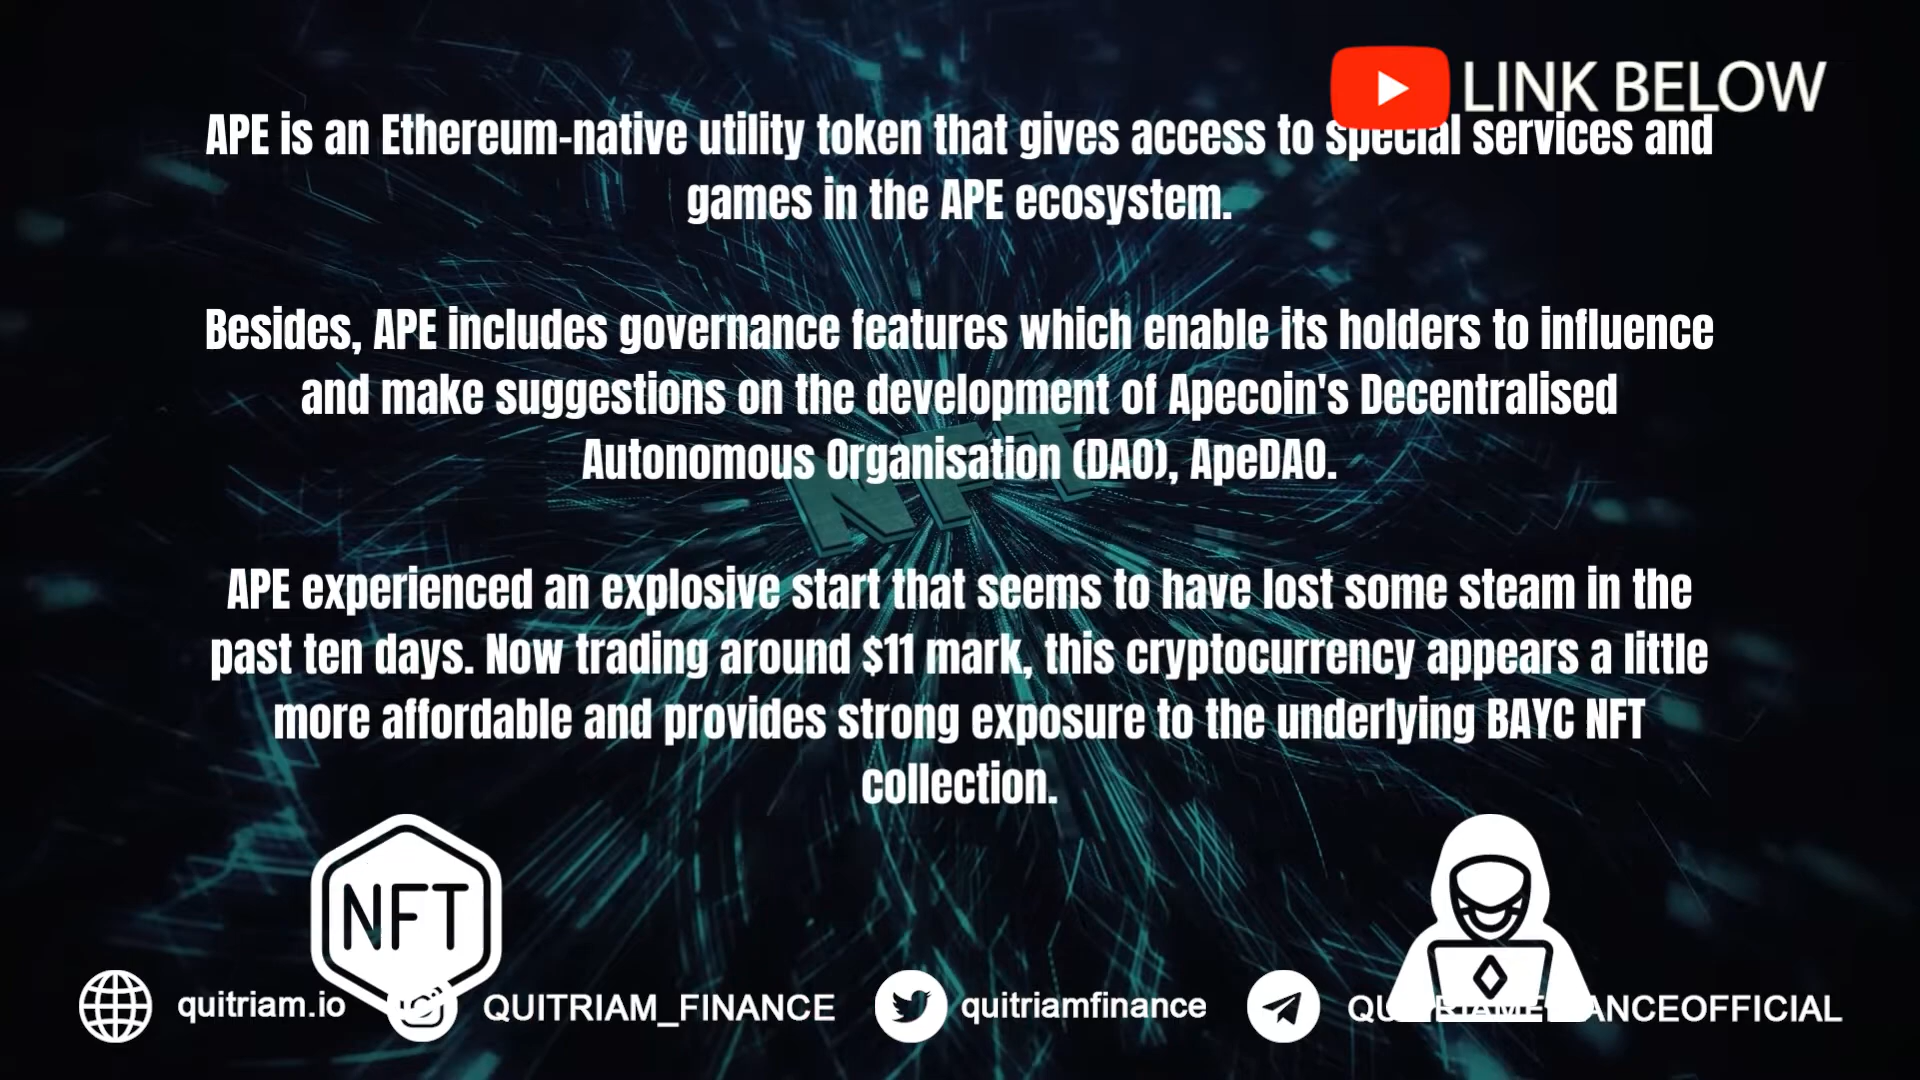 LINK BELOW
APE is an Ethereum-native utility token that gives access to special services and
games in the APE ecosystem.
Besides, APE includes governance features which enable its holders to influence
and make suggestions on the development of Apecoin's Decentralised
Autonomous Organisation (DAO), ApeDAO.
APE experienced an explosive start that seems to have lost some steam in the
past ten days. Now trading around $11 mark, this cryptocurrency appears a little
more affordable and provides strong exposure to the underlying BAYC NFT
collection.
NFT
NFT
quitriam.io
QUITRIAM_FINANCE
quitriamfinance
QUITRIAMFINANCEOFFICIAL